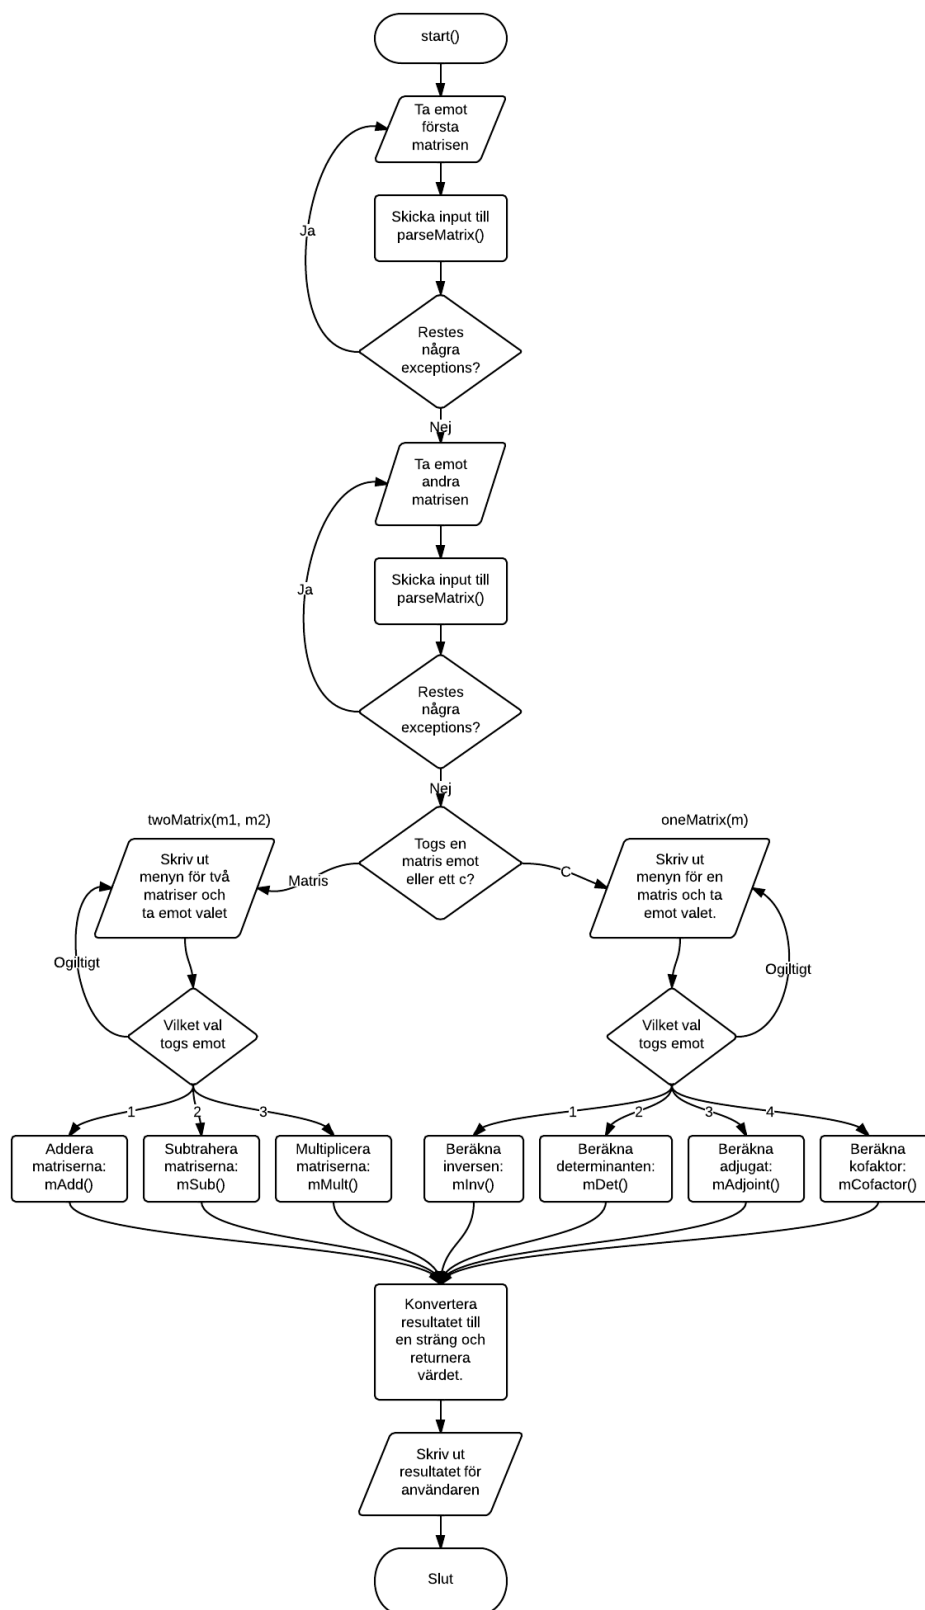 start()
Ta emot
första
matrisen
Skicka input till
parseMatrix()
Ja
Restes
några
exceptions?
Nej
Ta emot
andra
matrisen
Skicka input till
parseMatrix()
Ja
Restes
några
exceptions?
Nej
twoMatrix(m1, m2)
oneMatrix(m)
Togs en
matris emot
eller ett c?
Matris
C
Skriv ut
menyn för två
matriser och
ta emot valet
Skriv ut
menyn för en
matris och ta
emot valet.
Ogiltigt
Ogiltigt
Vilket val
togs emot
Vilket val
togs emot
1
2
3
1
2
3
4
Addera
matriserna:
mAdd()
Subtrahera
matriserna:
mSub()
Multiplicera
matriserna:
mMult()
Beräkna
inversen:
mInv()
Beräkna
determinanten:
mDet()
Beräkna
adjugat:
mAdjoint()
Beräkna
kofaktor:
mCofactor()
Konvertera
resultatet till
en sträng och
returnera
värdet.
Skriv ut
resultatet för
användaren
Slut